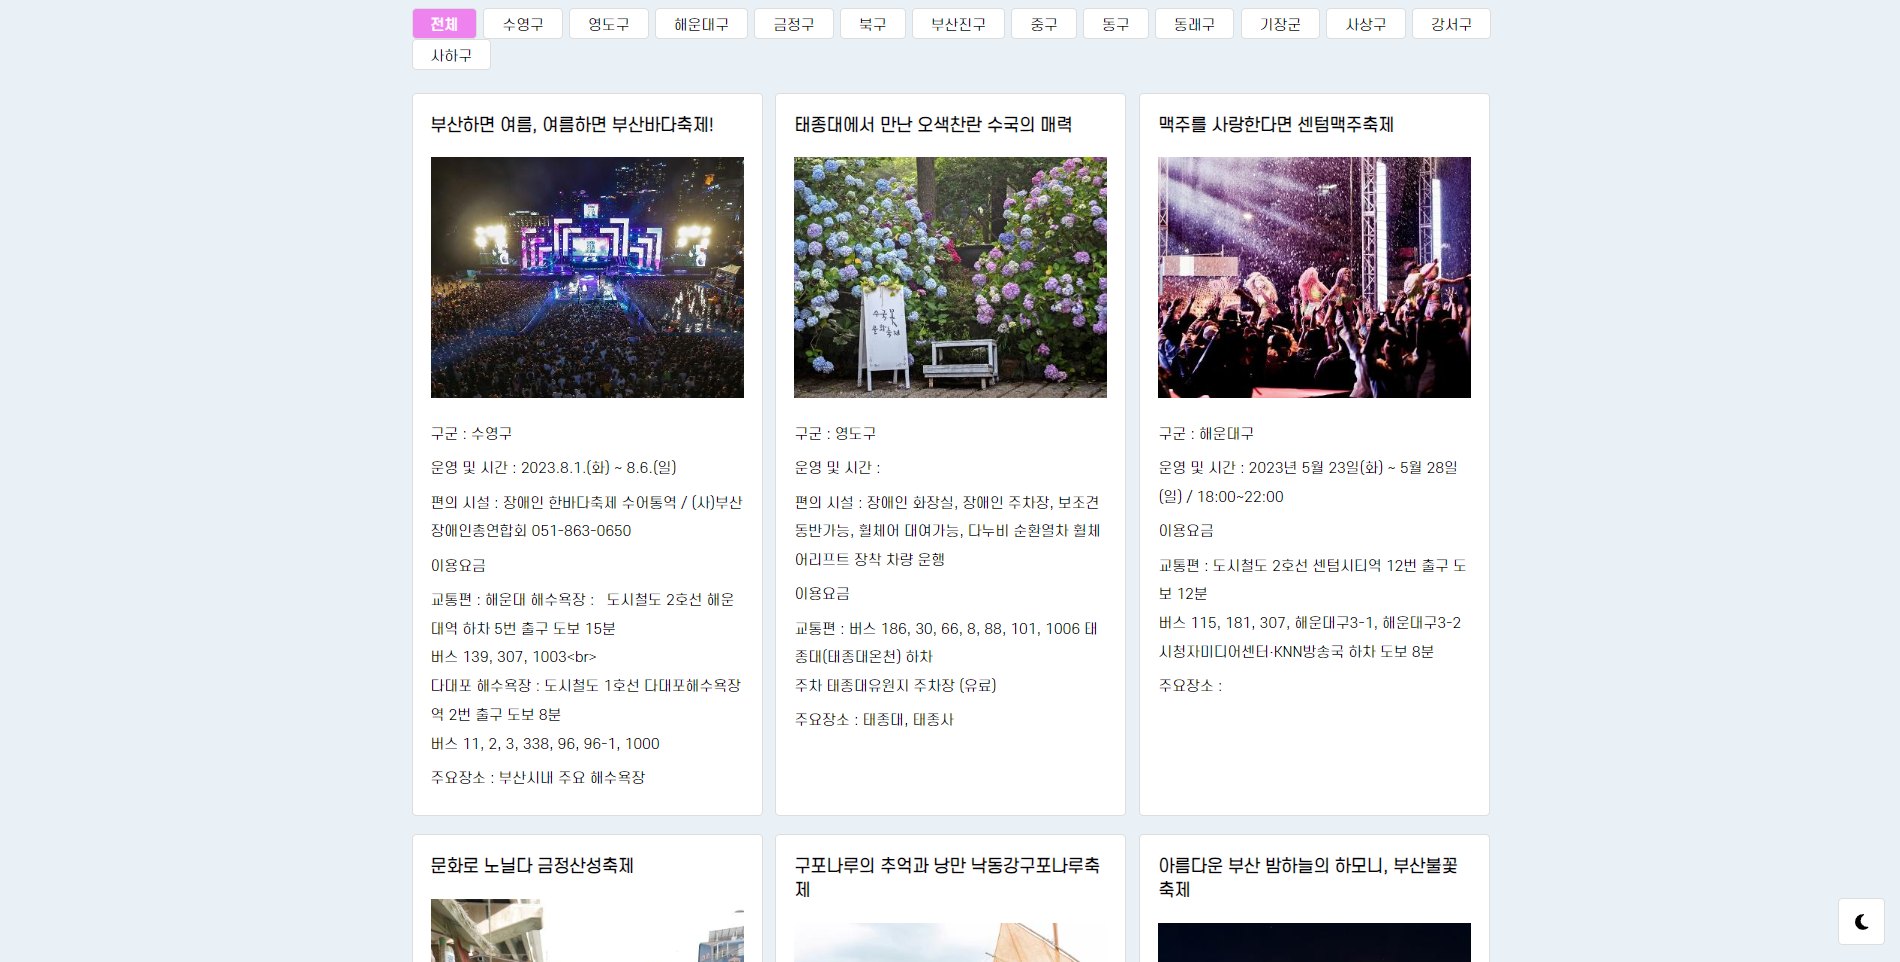 전체 수영구 영도구 해운대구 금정구 북구 부산진구 중구 동구 동래구 기장군 사상구 강서구
사하구
부산하면 여름, 여름하면 부산바다축제!
구군 : 수영구
운영 및 시간 : 2023.8.1.(화) ~ 8.6.(일)
편의 시설 : 장애인 한바다축제 수어통역 / (사)부산
장애인총연합회 051-863-0650
이용요금
교통편 : 해운대 해수욕장 : 도시철도 2호선 해운
대역 하차 5번 출구 도보 15분
버스 139, 307, 1003<br>
다대포 해수욕장 : 도시철도 1호선 다대포해수욕장
역 2번 출구 도보 8분
버스 11, 2, 3, 338, 96, 96-1, 1000
주요장소 : 부산시내 주요 해수욕장
태종대에서 만난 오색찬란 수국의 매력
수국꽃
문화축제
구군 : 영도구
운영 및 시간 :
편의 시설 : 장애인 화장실, 장애인 주차장, 보조견
동반가능, 휠체어 대여가능, 다누비 순환열차 휠체
어리프트 장착 차량 운행
이용요금
교통편 : 버스 186, 30, 66, 8, 88, 101, 1006 태
종대(태종대온천) 하차
주차 태종대유원지 주차장 (유료)
주요장소 : 태종대, 태종사
맥주를 사랑한다면 센텀맥주축제
구군 : 해운대구
운영 및 시간 : 2023년 5월 23일(화) ~ 5월 28일
(일) / 18:00~22:00
이용요금
교통편 : 도시철도 2호선 센텀시티역 12번 출구 도
보 12분
버스 115, 181, 307, 해운대구3-1, 해운대구3-2
시청자미디어센터·KNN방송국 하차 도보 8분
주요장소 :
문화로 노닐다 금정산성축제
구포나루의 추억과 낭만 낙동강구포나루축
제
아름다운 부산 밤하늘의 하모니, 부산불꽃
축제